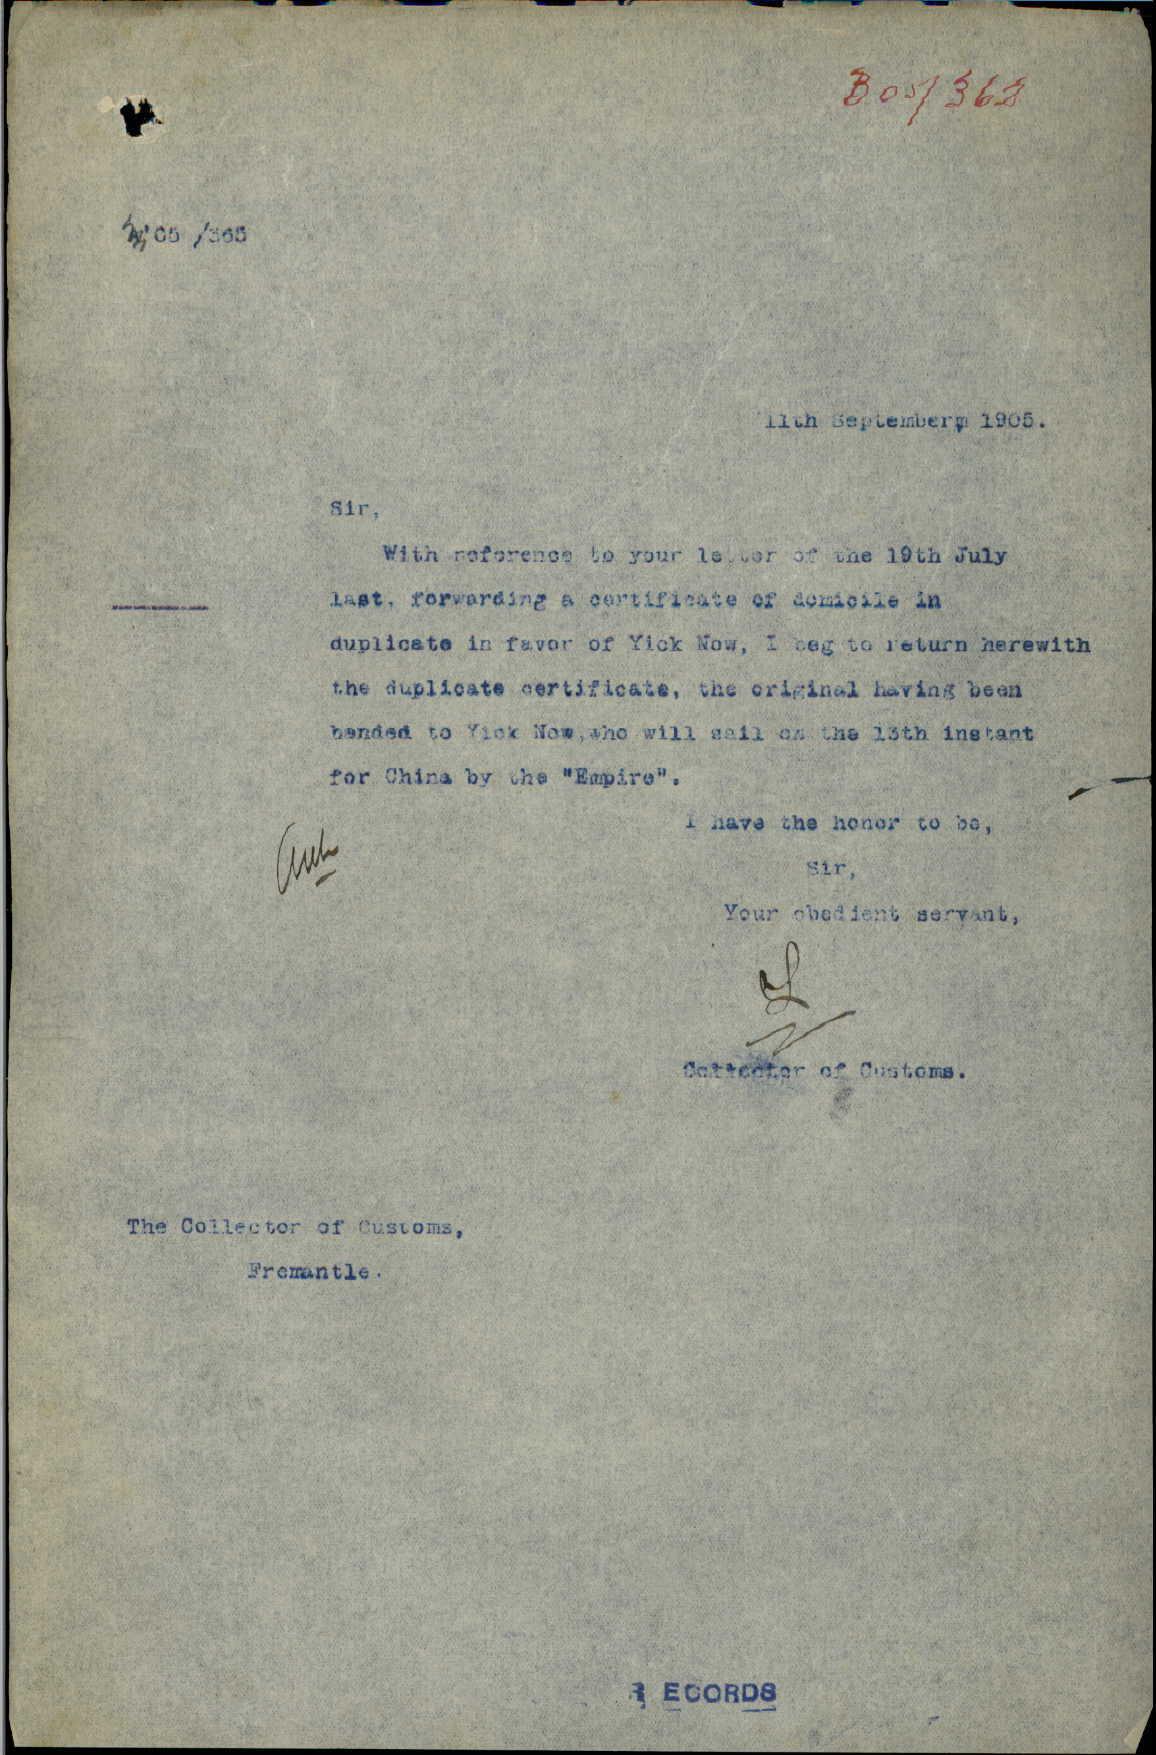 B 05/363
05 /365
11th September, 1905.
Sir,
With reference to your letter of the 19th July
last, forwarding a certificate of domicile in
duplicate in favor of Yick Now, I beg to return herewith
the duplicate certificate, the original having been
handed to Yick Now, who will sail on the 13th instant
for China by the "Empire".
I have the honor to be,
Sir,
Your obedient servant,
Collector of Customs.
The Collector of Customs,
Fremantle.
RECORDS